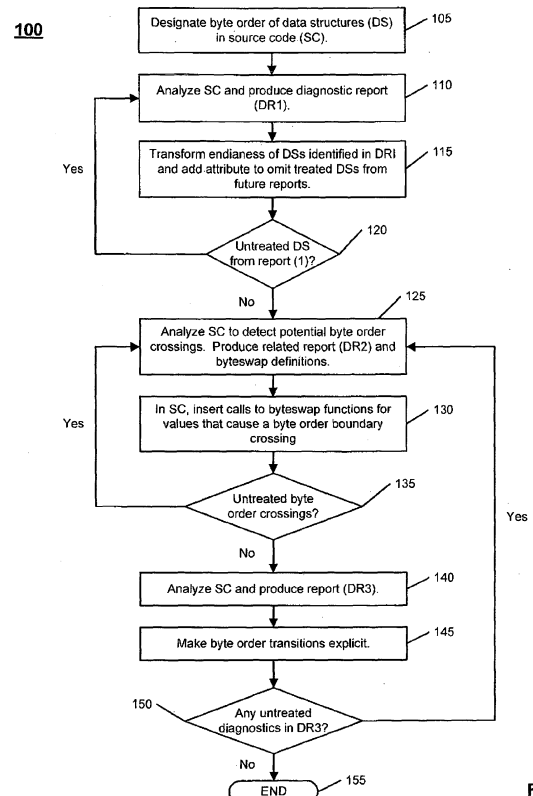 100
Designate byte order of data structures (DS)
in source code (SC).
105
Analyze SC and produce diagnostic report
(DR1).
110
Transform endianess of DSs identified in DRI
and add attribute to omit treated DSs from
future reports.
115
Yes
Untreated DS
from report (1)?
120
No
125
Analyze SC to detect potential byte order
crossings. Produce related report (DR2) and
byteswap definitions.
In SC, insert calls to byteswap functions for
values that cause a byte order boundary
crossing
130
Yes
Untreated byte
order crossings?
135
Yes
No
Analyze SC and produce report (DR3).
140
Make byte order transitions explicit.
145
150
Any untreated
diagnostics in DR3?
No
END
155
F